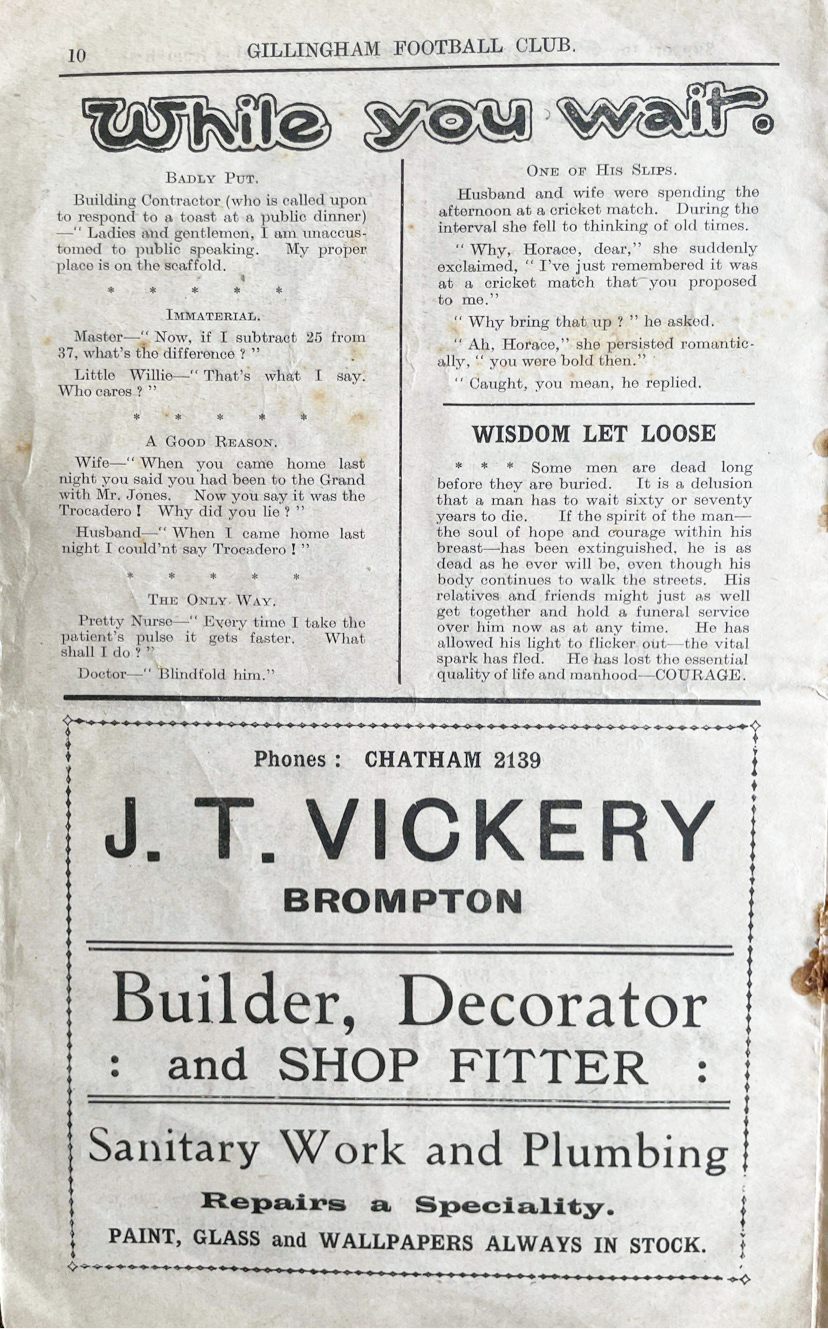 10
GILLINGHAM FOOTBALL CLUB.
While you wait.
BADLY PUT.
Building Contractor (who is called upon
to respond to a toast at a public dinner)
—" Ladies and gentlemen, I am unaccus-
tomed to public speaking. My proper
place is on the scaffold.
* * * * *
IMMATERIAL.
Master—" Now, if I subtract 25 from
37, what's the difference ? "
Little Willie—" That's what I say.
Who cares ? "
* * * * *
A GOOD REASON.
Wife—" When you came home last
night you said you had been to the Grand
with Mr. Jones. Now you say it was the
Trocadero ! Why did you lie ? "
Husband—" When I came home last
night I could'nt say Trocadero ! "
* * * * *
THE ONLY WAY.
Pretty Nurse—" Every time I take the
patient's pulse it gets faster. What
shall I do ? "
Doctor—" Blindfold him."
ONE OF HIS SLIPS.
Husband and wife were spending the
afternoon at a cricket match. During the
interval she fell to thinking of old times.
" Why, Horace, dear," she suddenly
exclaimed, " I've just remembered it was
at a cricket match that you proposed
to me."
" Why bring that up ? " he asked.
" Ah, Horace," she persisted romantic-
ally, " you were bold then."
" Caught, you mean, he replied.
WISDOM LET LOOSE
* * * Some men are dead long
before they are buried. It is a delusion
that a man has to wait sixty or seventy
years to die. If the spirit of the man—
the soul of hope and courage within his
breast—has been extinguished, he is as
dead as he ever will be, even though his
body continues to walk the streets. His
relatives and friends might just as well
get together and hold a funeral service
over him now as at any time. He has
allowed his light to flicker out—the vital
spark has fled. He has lost the essential
quality of life and manhood—COURAGE.
Phones : CHATHAM 2139
J. T. VICKERY
BROMPTON
Builder, Decorator
: and SHOP FITTER :
Sanitary Work and Plumbing
Repairs a Speciality.
PAINT, GLASS and WALLPAPERS ALWAYS IN STOCK.